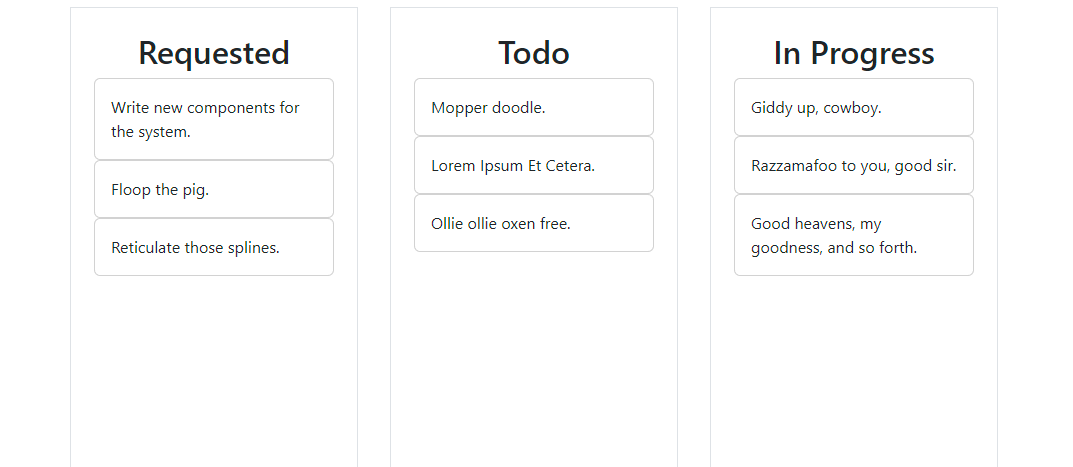 Requested
Write new components for
the system.
Floop the pig.
Reticulate those splines.
Todo
Mopper doodle.
Lorem Ipsum Et Cetera.
Ollie ollie oxen free.
In Progress
Giddy up, cowboy.
Razzamafoo to you, good sir.
Good heavens, my
goodness, and so forth.